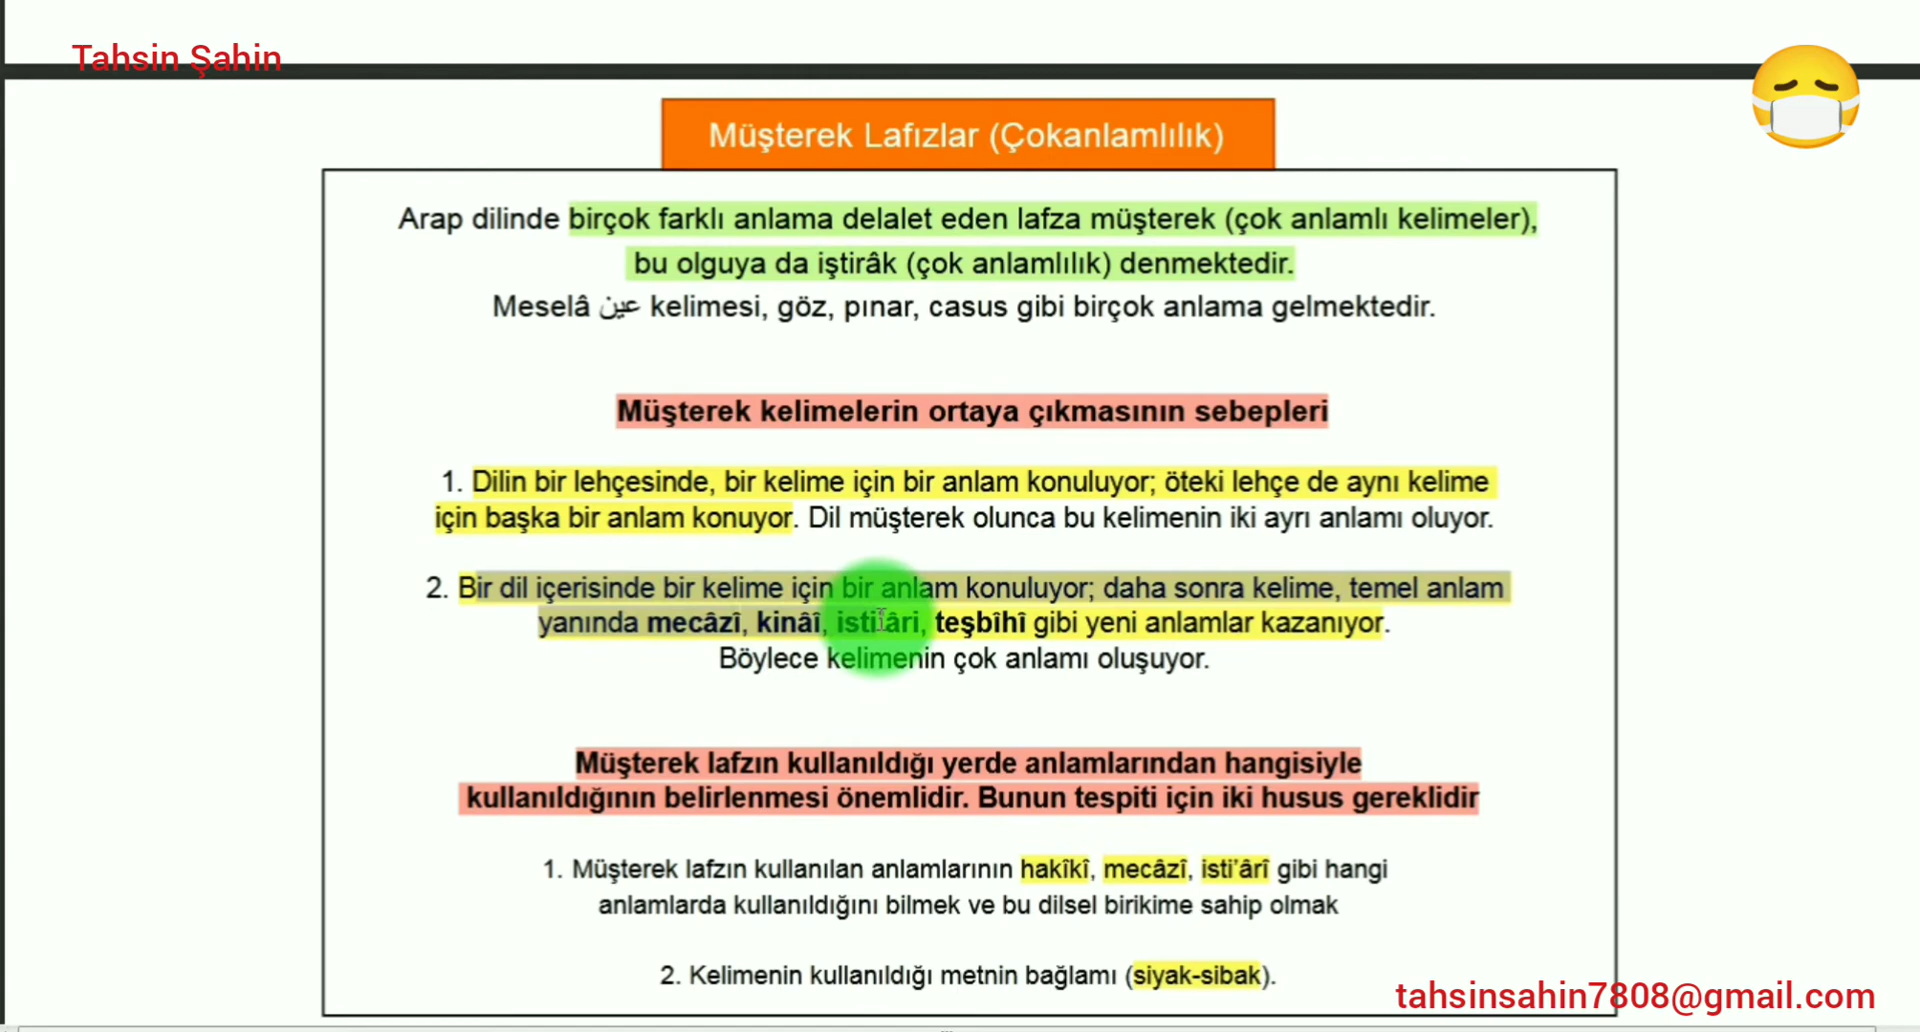 Tahsin Şahin
Müşterek Lafızlar (Çokanlamlılık)
Arap dilinde birçok farklı anlama delalet eden lafza müşterek (çok anlamlı kelimeler),
bu olguya da iştirâk (çok anlamlılık) denmektedir.
Meselâ عين kelimesi, göz, pınar, casus gibi birçok anlama gelmektedir.
Müşterek kelimelerin ortaya çıkmasının sebepleri
1. Dilin bir lehçesinde, bir kelime için bir anlam konuluyor; öteki lehçe de aynı kelime
için başka bir anlam konuyor. Dil müşterek olunca bu kelimenin iki ayrı anlamı oluyor.
2. Bir dil içerisinde bir kelime için bir anlam konuluyor; daha sonra kelime, temel anlam
yanında mecâzî, kinâî, isti'âri, teşbîhî gibi yeni anlamlar kazanıyor.
Böylece kelimenin çok anlamı oluşuyor.
Müşterek lafzın kullanıldığı yerde anlamlarından hangisiyle
kullanıldığının belirlenmesi önemlidir. Bunun tespiti için iki husus gereklidir
1. Müşterek lafzın kullanılan anlamlarının hakîkî, mecâzî, isti'ârî gibi hangi
anlamlarda kullanıldığını bilmek ve bu dilsel birikime sahip olmak
2. Kelimenin kullanıldığı metnin bağlamı (siyak-sibak).
tahsinsahin7808@gmail.com